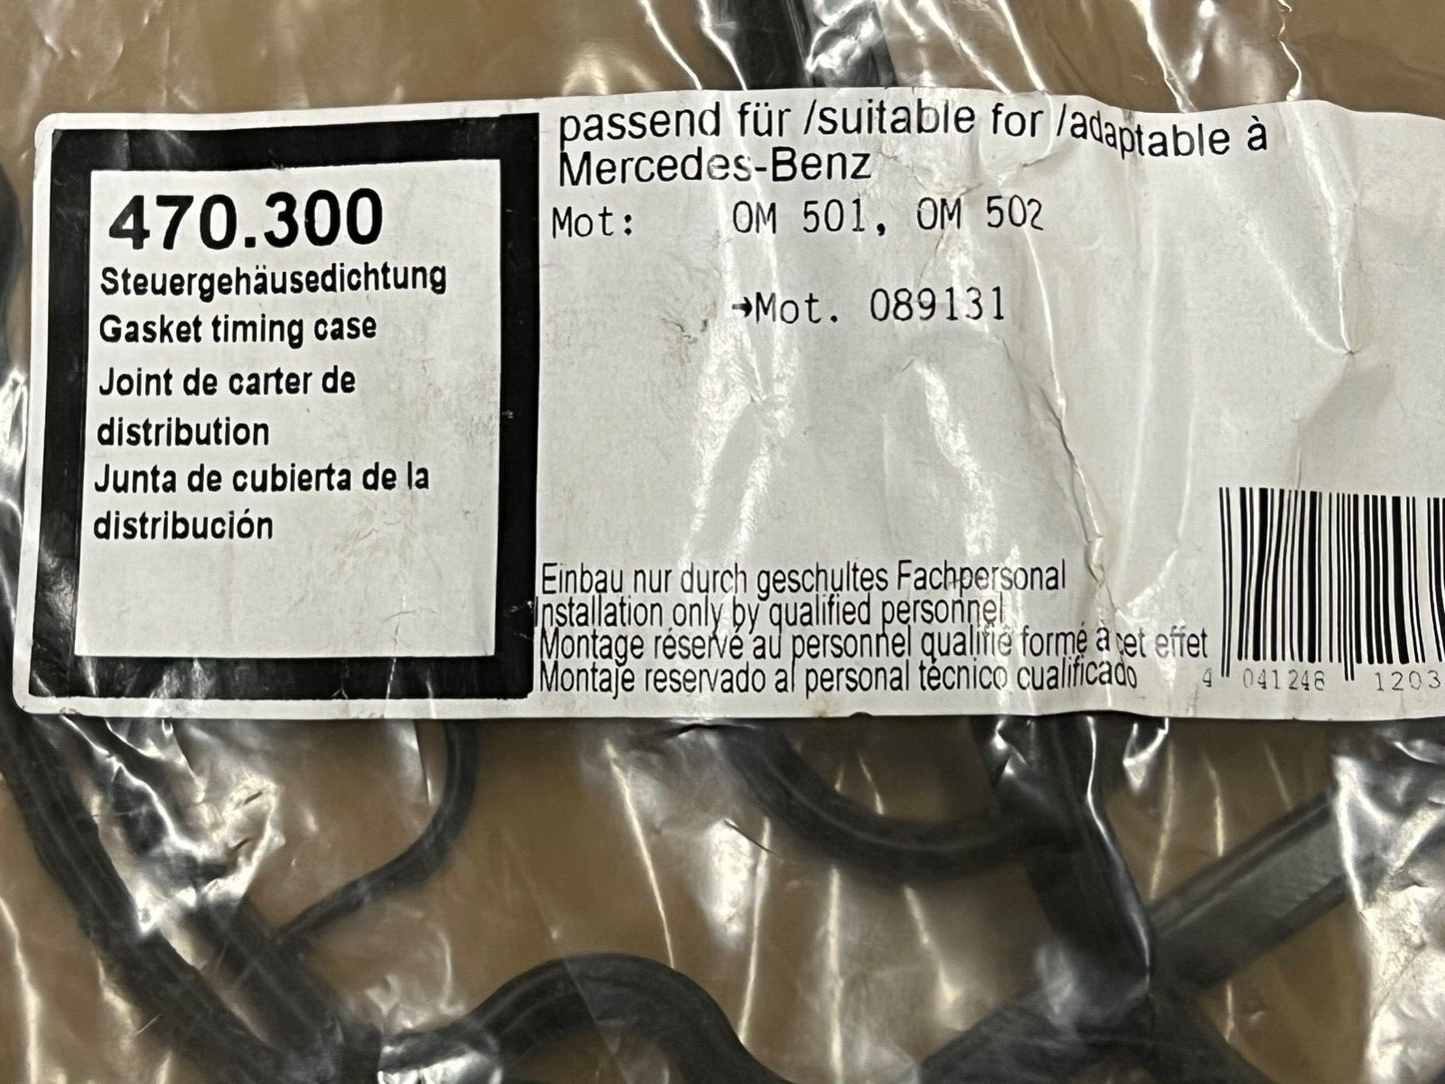 470.300
Steuergehäusedichtung
Gasket timing case
Joint de carter de
distribution
Junta de cubierta de la
distribución
passend für /suitable for /adaptable à
Mercedes-Benz
Mot: OM 501, OM 502
→Mot. 089131
Einbau nur durch geschultes Fachpersonal
Installation only by qualified personnel
Montage réservé au personnel qualifié formé à cet effet
Montaje reservado al personal técnico cualificado
4 041248 1203